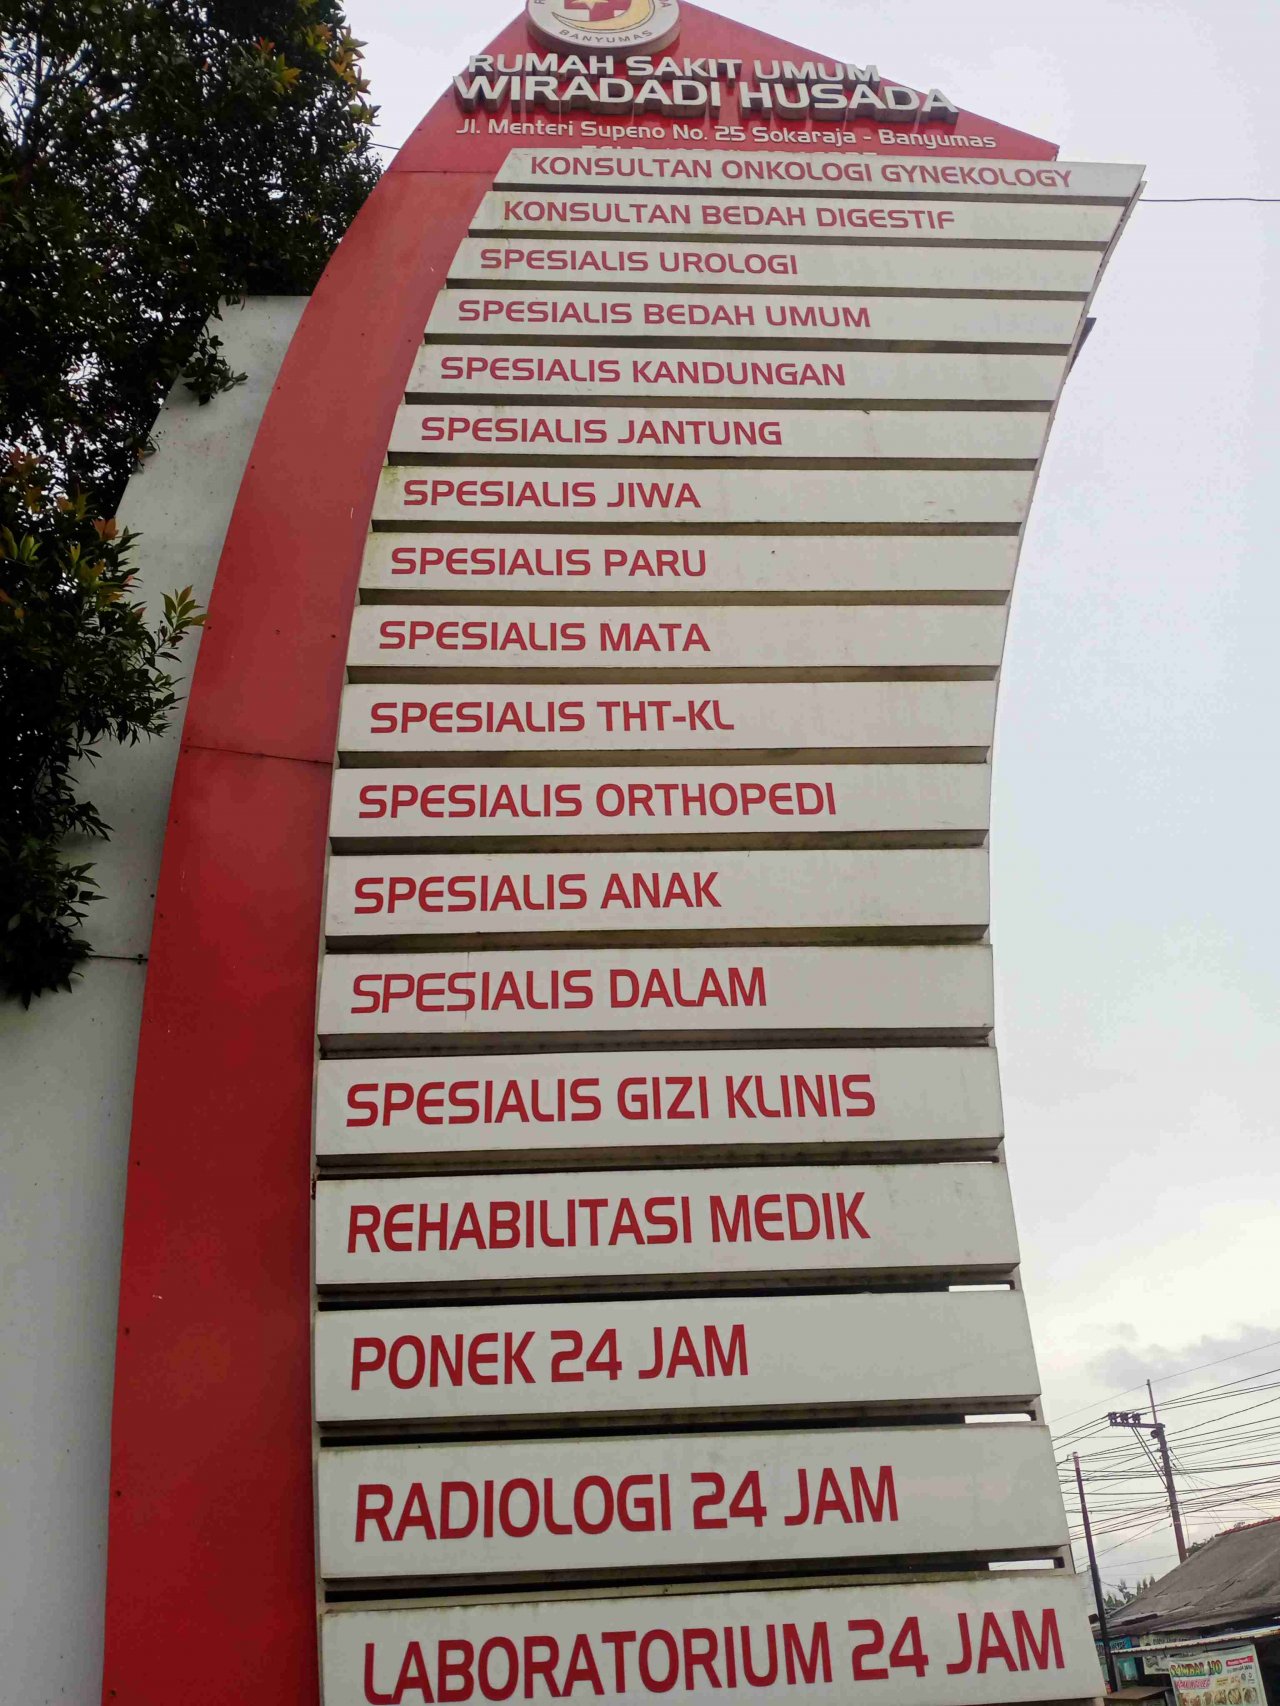 BANYUMAS
RUMAH SAKIT UMUM
WIRADADI HUSADA
Jl. Menteri Supeno No. 25 Sokaraja - Banyumas
KONSULTAN ONKOLOGI GYNEKOLOGY
KONSULTAN BEDAH DIGESTIF
SPESIALIS UROLOGI
SPESIALIS BEDAH UMUM
SPESIALIS KANDUNGAN
SPESIALIS JANTUNG
SPESIALIS JIWA
SPESIALIS PARU
SPESIALIS MATA
SPESIALIS THT-KL
SPESIALIS ORTHOPEDI
SPESIALIS ANAK
SPESIALIS DALAM
SPESIALIS GIZI KLINIS
REHABILITASI MEDIK
PONEK 24 JAM
RADIOLOGI 24 JAM
LABORATORIUM 24 JAM